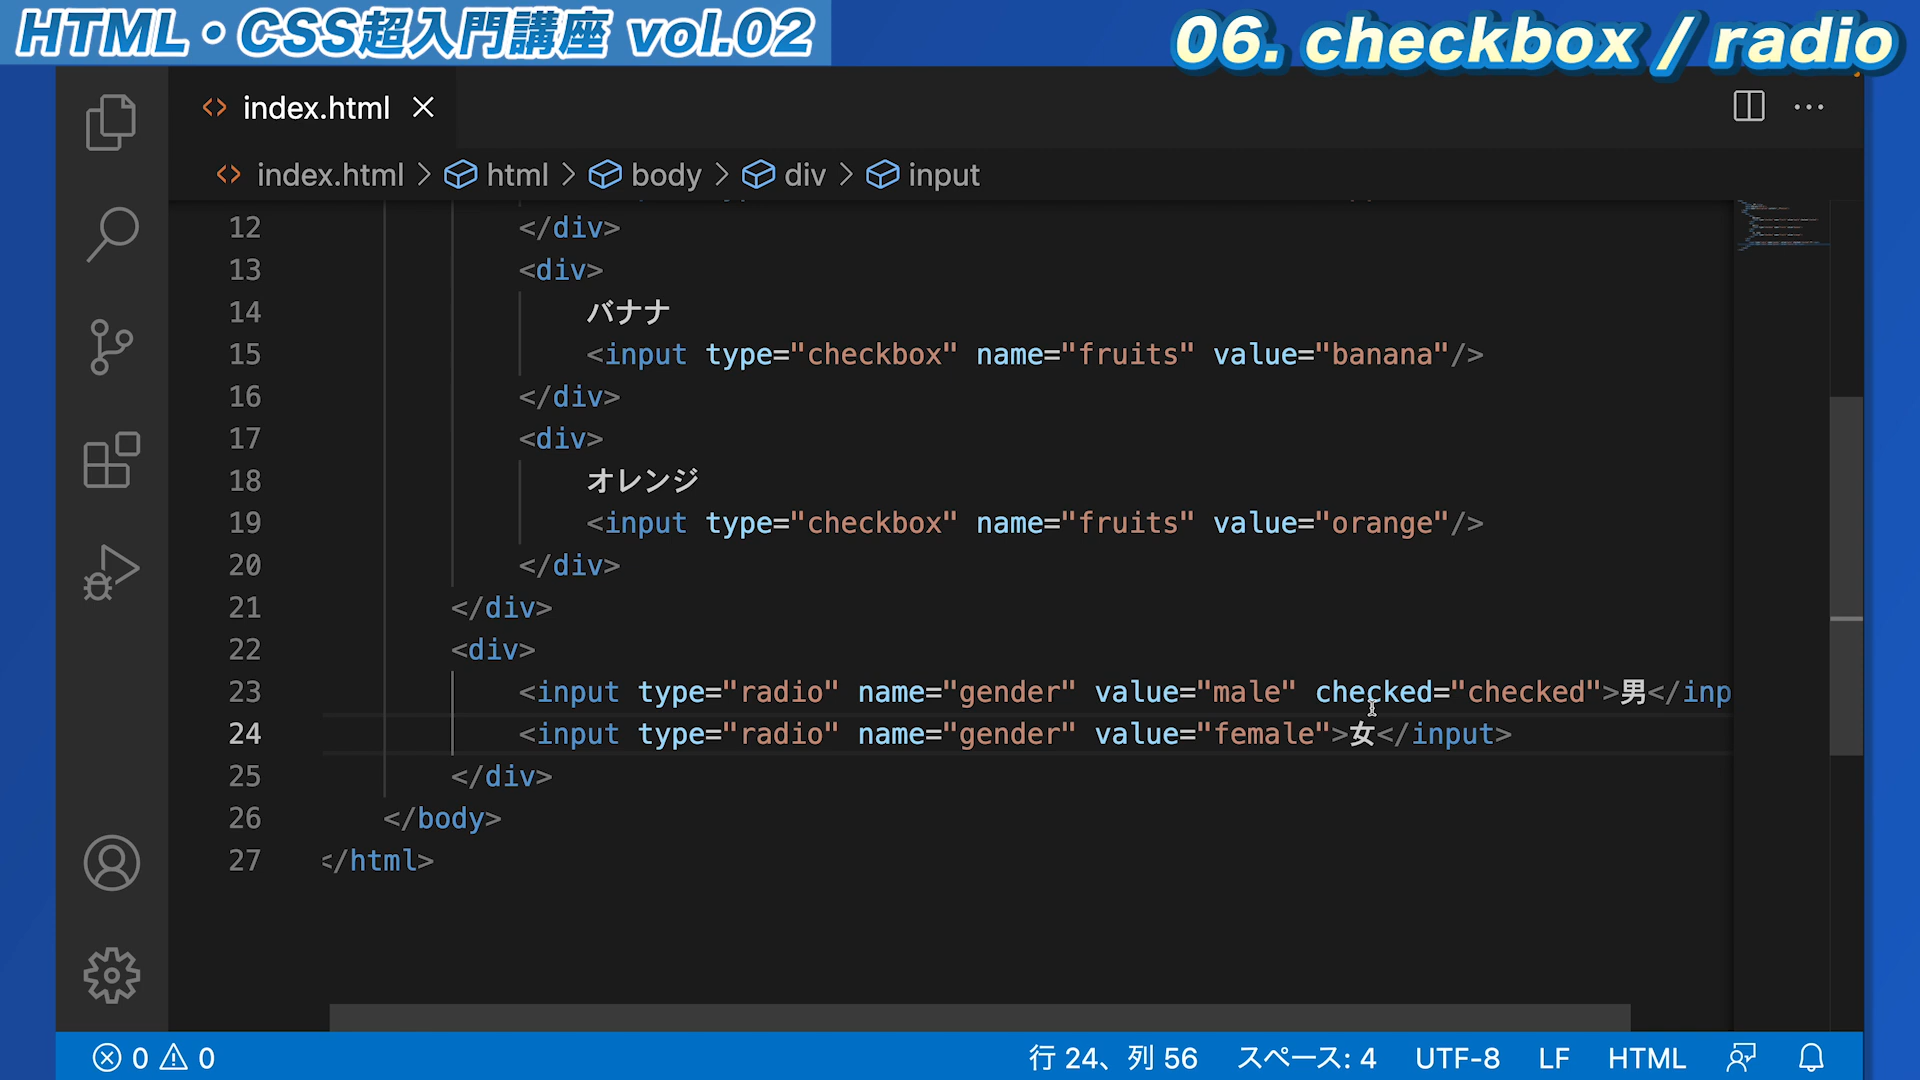 HTML・CSS超入門講座 vol.02
06. checkbox / radio
index.html
index.html > html > body > div > input
12 </div>
13 <div>
14 バナナ
15 <input type="checkbox" name="fruits" value="banana"/>
16 </div>
17 <div>
18 オレンジ
19 <input type="checkbox" name="fruits" value="orange"/>
20 </div>
21 </div>
22 <div>
23 <input type="radio" name="gender" value="male" checked="checked">男</inp
24 <input type="radio" name="gender" value="female">女</input>
25 </div>
26 </body>
27 </html>
0 0 行 24、列 56 スペース: 4 UTF-8 LF HTML